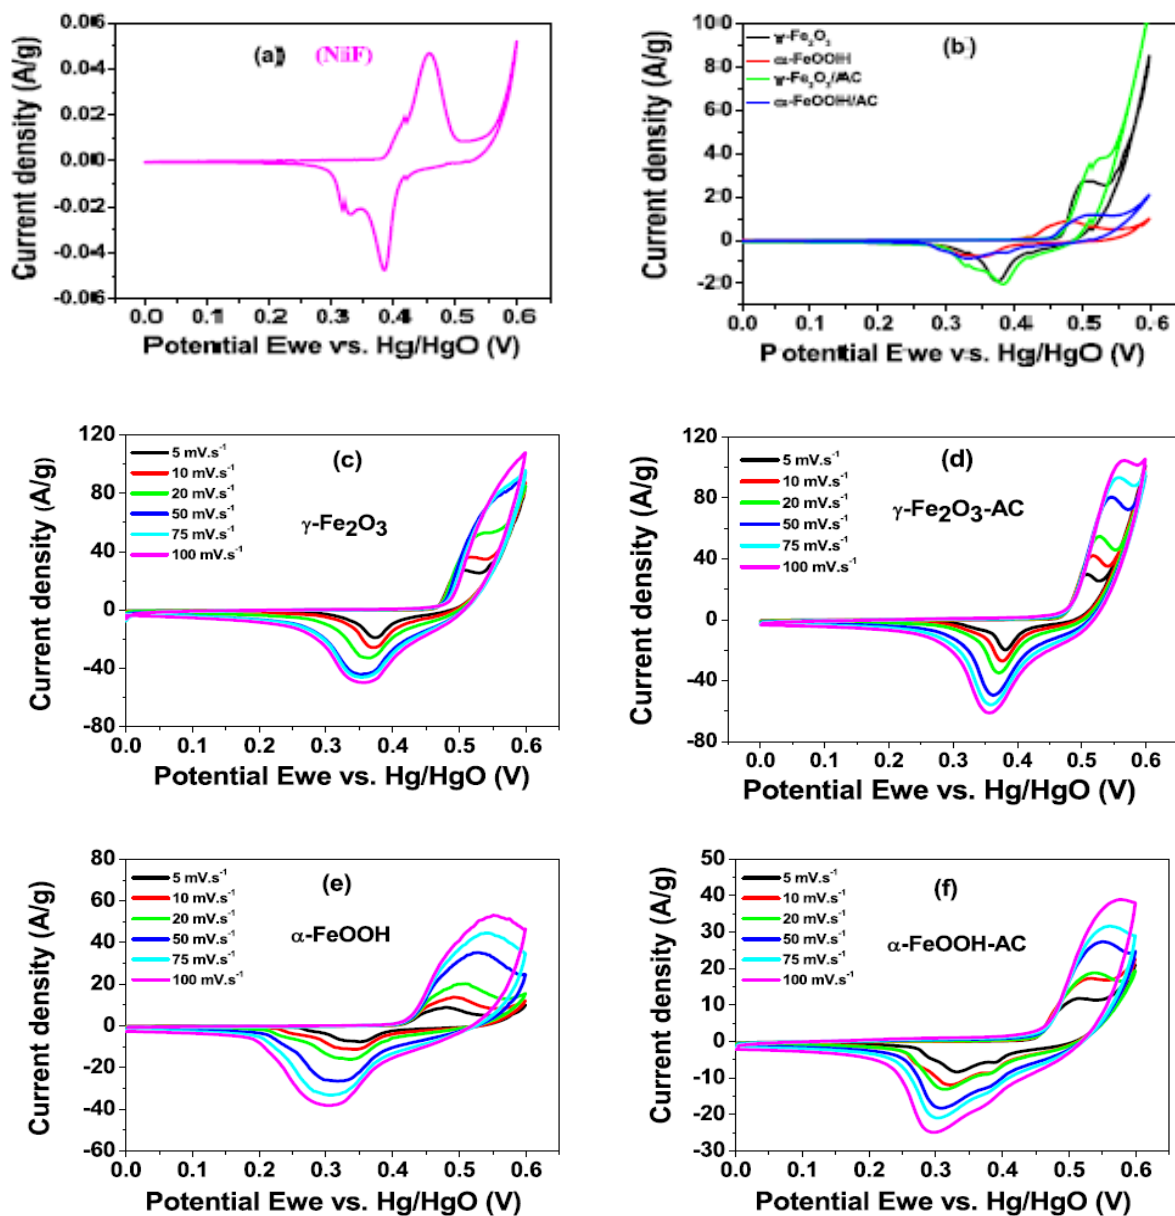 (a)
(NiF)
Current density (A/g)
0.06
0.04
0.02
0.00
-0.02
-0.04
-0.06
0.0 0.1 0.2 0.3 0.4 0.5 0.6
Potential Ewe vs. Hg/HgO (V)
(b)
γ-Fe₂O₃
α-FeOOH
γ-Fe₂O₃/AC
α-FeOOH/AC
Current density (A/g)
100
80
60
40
20
0
-20
0.0 0.1 0.2 0.3 0.4 0.5 0.6
Potential Ewe vs. Hg/HgO (V)
(c)
5 mV.s⁻¹
10 mV.s⁻¹
20 mV.s⁻¹
50 mV.s⁻¹
75 mV.s⁻¹
100 mV.s⁻¹
γ-Fe₂O₃
Current density (A/g)
120
80
40
0
-40
-80
0.0 0.1 0.2 0.3 0.4 0.5 0.6
Potential Ewe vs. Hg/HgO (V)
(d)
5 mV.s⁻¹
10 mV.s⁻¹
20 mV.s⁻¹
50 mV.s⁻¹
75 mV.s⁻¹
100 mV.s⁻¹
γ-Fe₂O₃-AC
Current density (A/g)
120
80
40
0
-40
-80
0.0 0.1 0.2 0.3 0.4 0.5 0.6
Potential Ewe vs. Hg/HgO (V)
(e)
5 mV.s⁻¹
10 mV.s⁻¹
20 mV.s⁻¹
50 mV.s⁻¹
75 mV.s⁻¹
100 mV.s⁻¹
α-FeOOH
Current density (A/g)
80
60
40
20
0
-20
-40
-60
0.0 0.1 0.2 0.3 0.4 0.5 0.6
Potential Ewe vs. Hg/HgO (V)
(f)
5 mV.s⁻¹
10 mV.s⁻¹
20 mV.s⁻¹
50 mV.s⁻¹
75 mV.s⁻¹
100 mV.s⁻¹
α-FeOOH-AC
Current density (A/g)
50
40
30
20
10
0
-10
-20
-30
0.0 0.1 0.2 0.3 0.4 0.5 0.6
Potential Ewe vs. Hg/HgO (V)